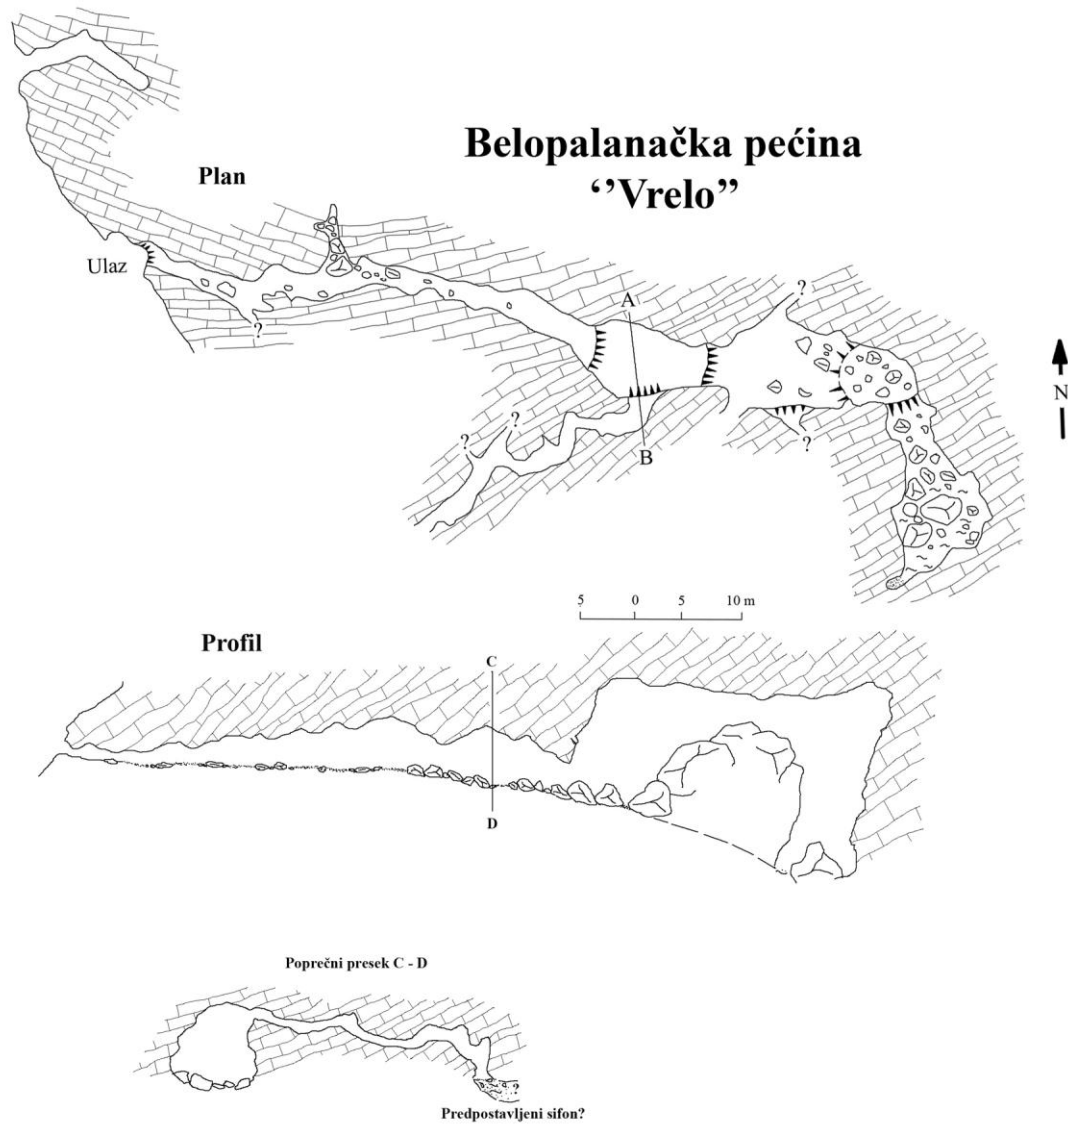 Belopalanačka pećina
‘’Vrelo’’
Plan
Ulaz
?
A
?
?
?
?
B
N
5 0 5 10 m
Profil
C
D
Poprečni presek C - D
?
Predpostavljeni sifon?